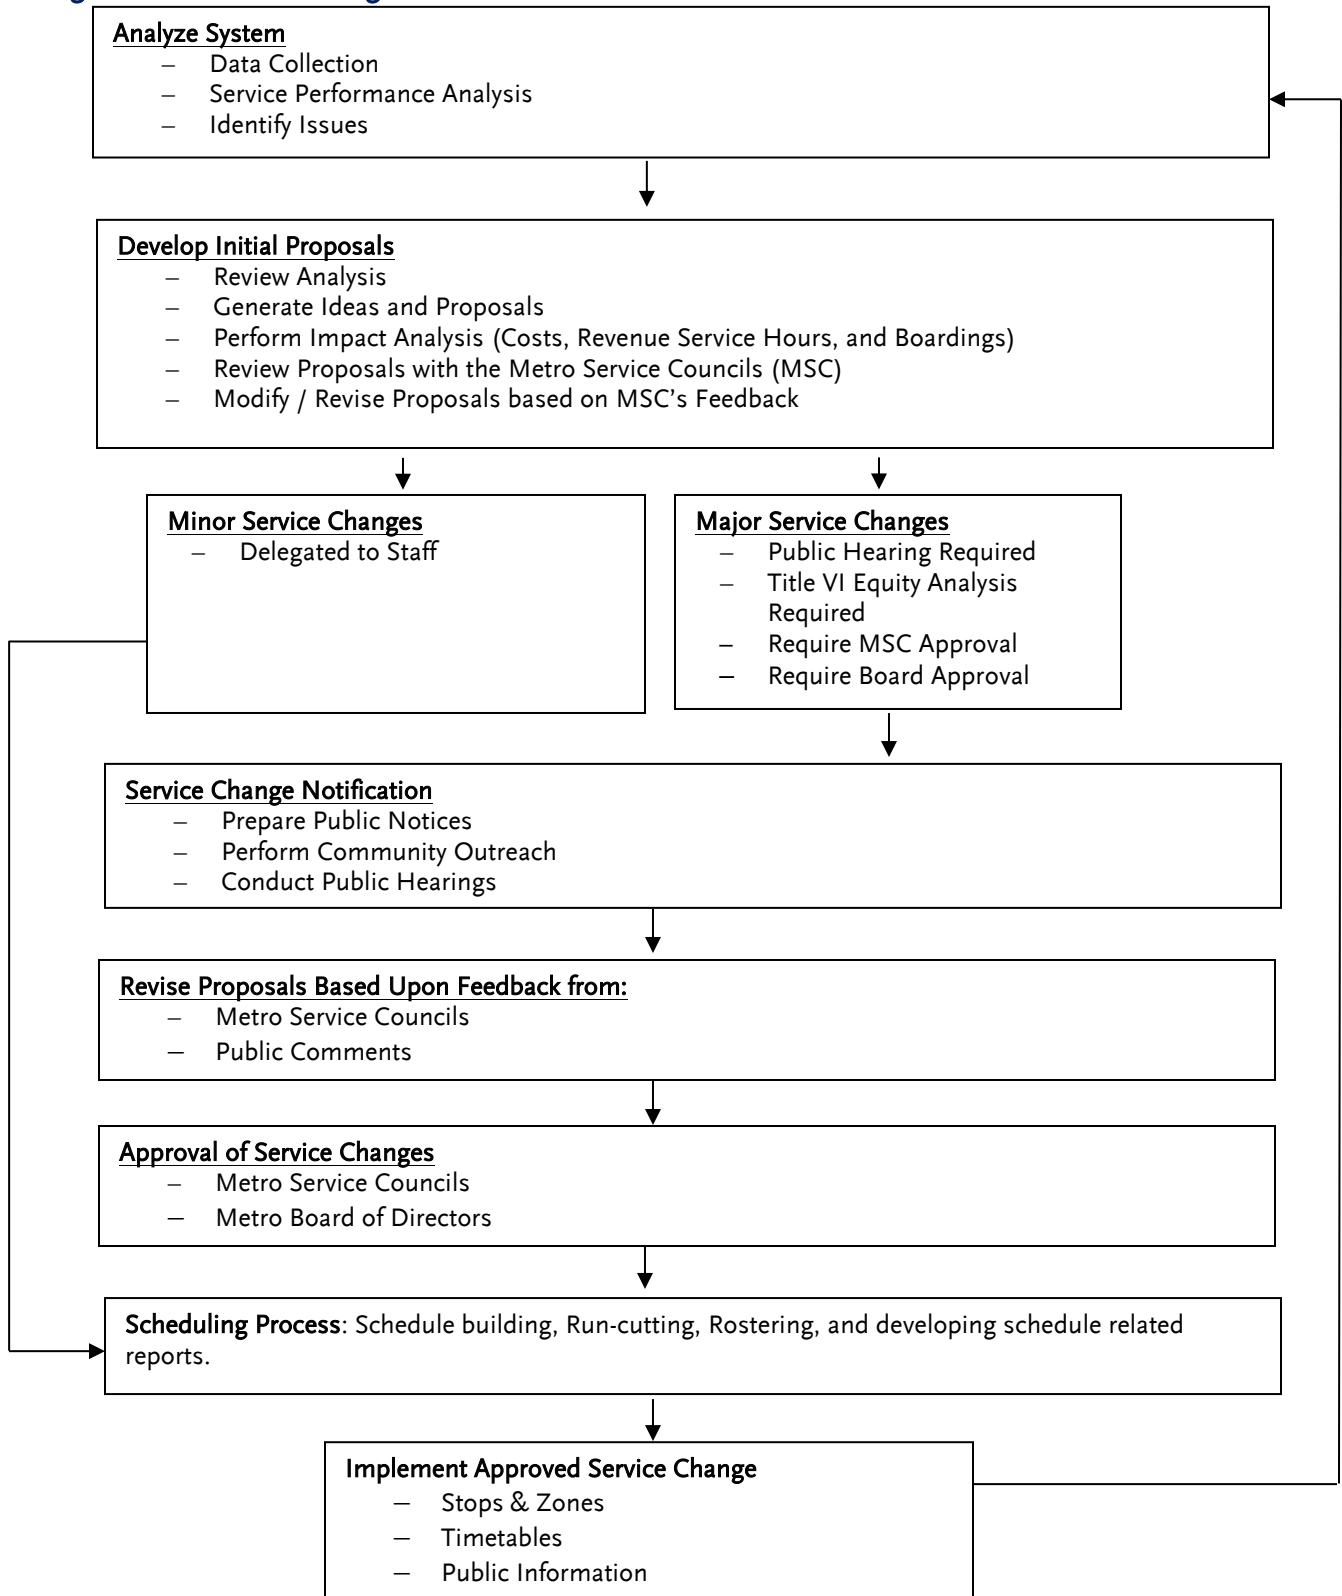 Analyze System
– Data Collection
– Service Performance Analysis
– Identify Issues
Develop Initial Proposals
– Review Analysis
– Generate Ideas and Proposals
– Perform Impact Analysis (Costs, Revenue Service Hours, and Boardings)
– Review Proposals with the Metro Service Councils (MSC)
– Modify / Revise Proposals based on MSC's Feedback
Minor Service Changes
– Delegated to Staff
Major Service Changes
– Public Hearing Required
– Title VI Equity Analysis
Required
– Require MSC Approval
– Require Board Approval
Service Change Notification
– Prepare Public Notices
– Perform Community Outreach
– Conduct Public Hearings
Revise Proposals Based Upon Feedback from:
– Metro Service Councils
– Public Comments
Approval of Service Changes
– Metro Service Councils
– Metro Board of Directors
Scheduling Process: Schedule building, Run-cutting, Rostering, and developing schedule related
reports.
Implement Approved Service Change
– Stops & Zones
– Timetables
– Public Information